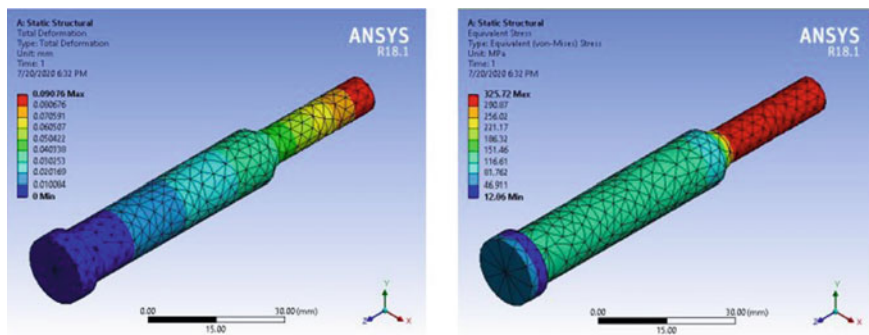 A: Static Structural
Total Deformation
Type: Total Deformation
Unit: mm
Time: 1
7/20/2020 6:32 PM
0.09076 Max
0.080676
0.070591
0.060507
0.050422
0.040338
0.030253
0.020169
0.010084
0 Min
ANSYS
R18.1
0.00
30.00 (mm)
15.00
Y
Z
X
A: Static Structural
Equivalent Stress
Type: Equivalent (von-Mises) Stress
Unit: MPa
Time: 1
7/20/2020 6:32 PM
325.72 Max
290.87
256.02
221.17
186.32
151.46
116.61
81.762
46.911
12.06 Min
ANSYS
R18.1
0.00
30.00 (mm)
15.00
Y
Z
X